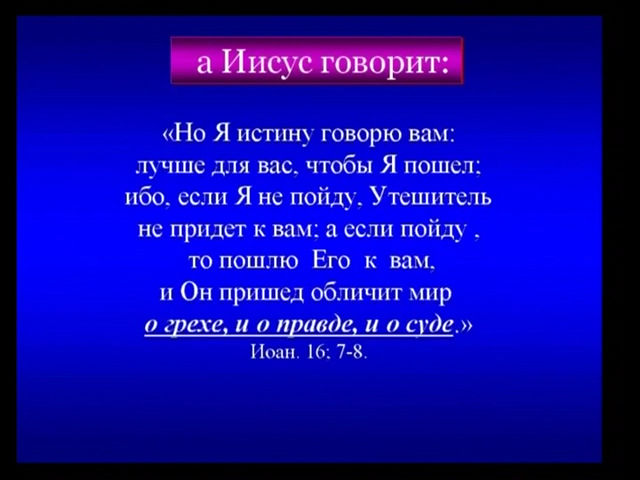 а Иисус говорит:
«Но Я истину говорю вам:
лучше для вас, чтобы Я пошел;
ибо, если Я не пойду, Утешитель
не придет к вам; а если пойду ,
то пошлю Его к вам,
и Он пришед обличит мир
о грехе, и о правде, и о суде.»
Иоан. 16; 7-8.